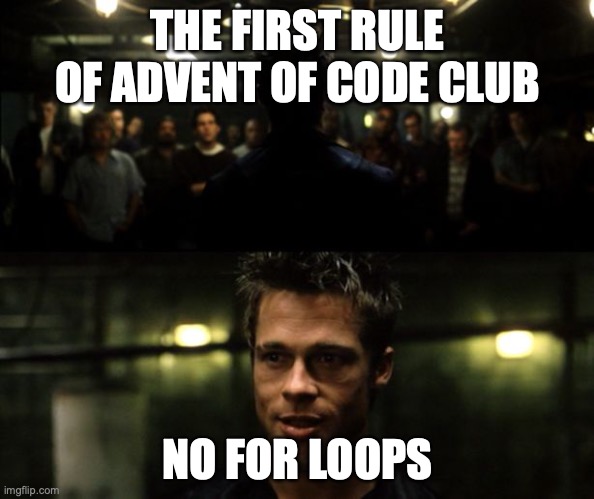 THE FIRST RULE
OF ADVENT OF CODE CLUB
NO FOR LOOPS
imgflip.com